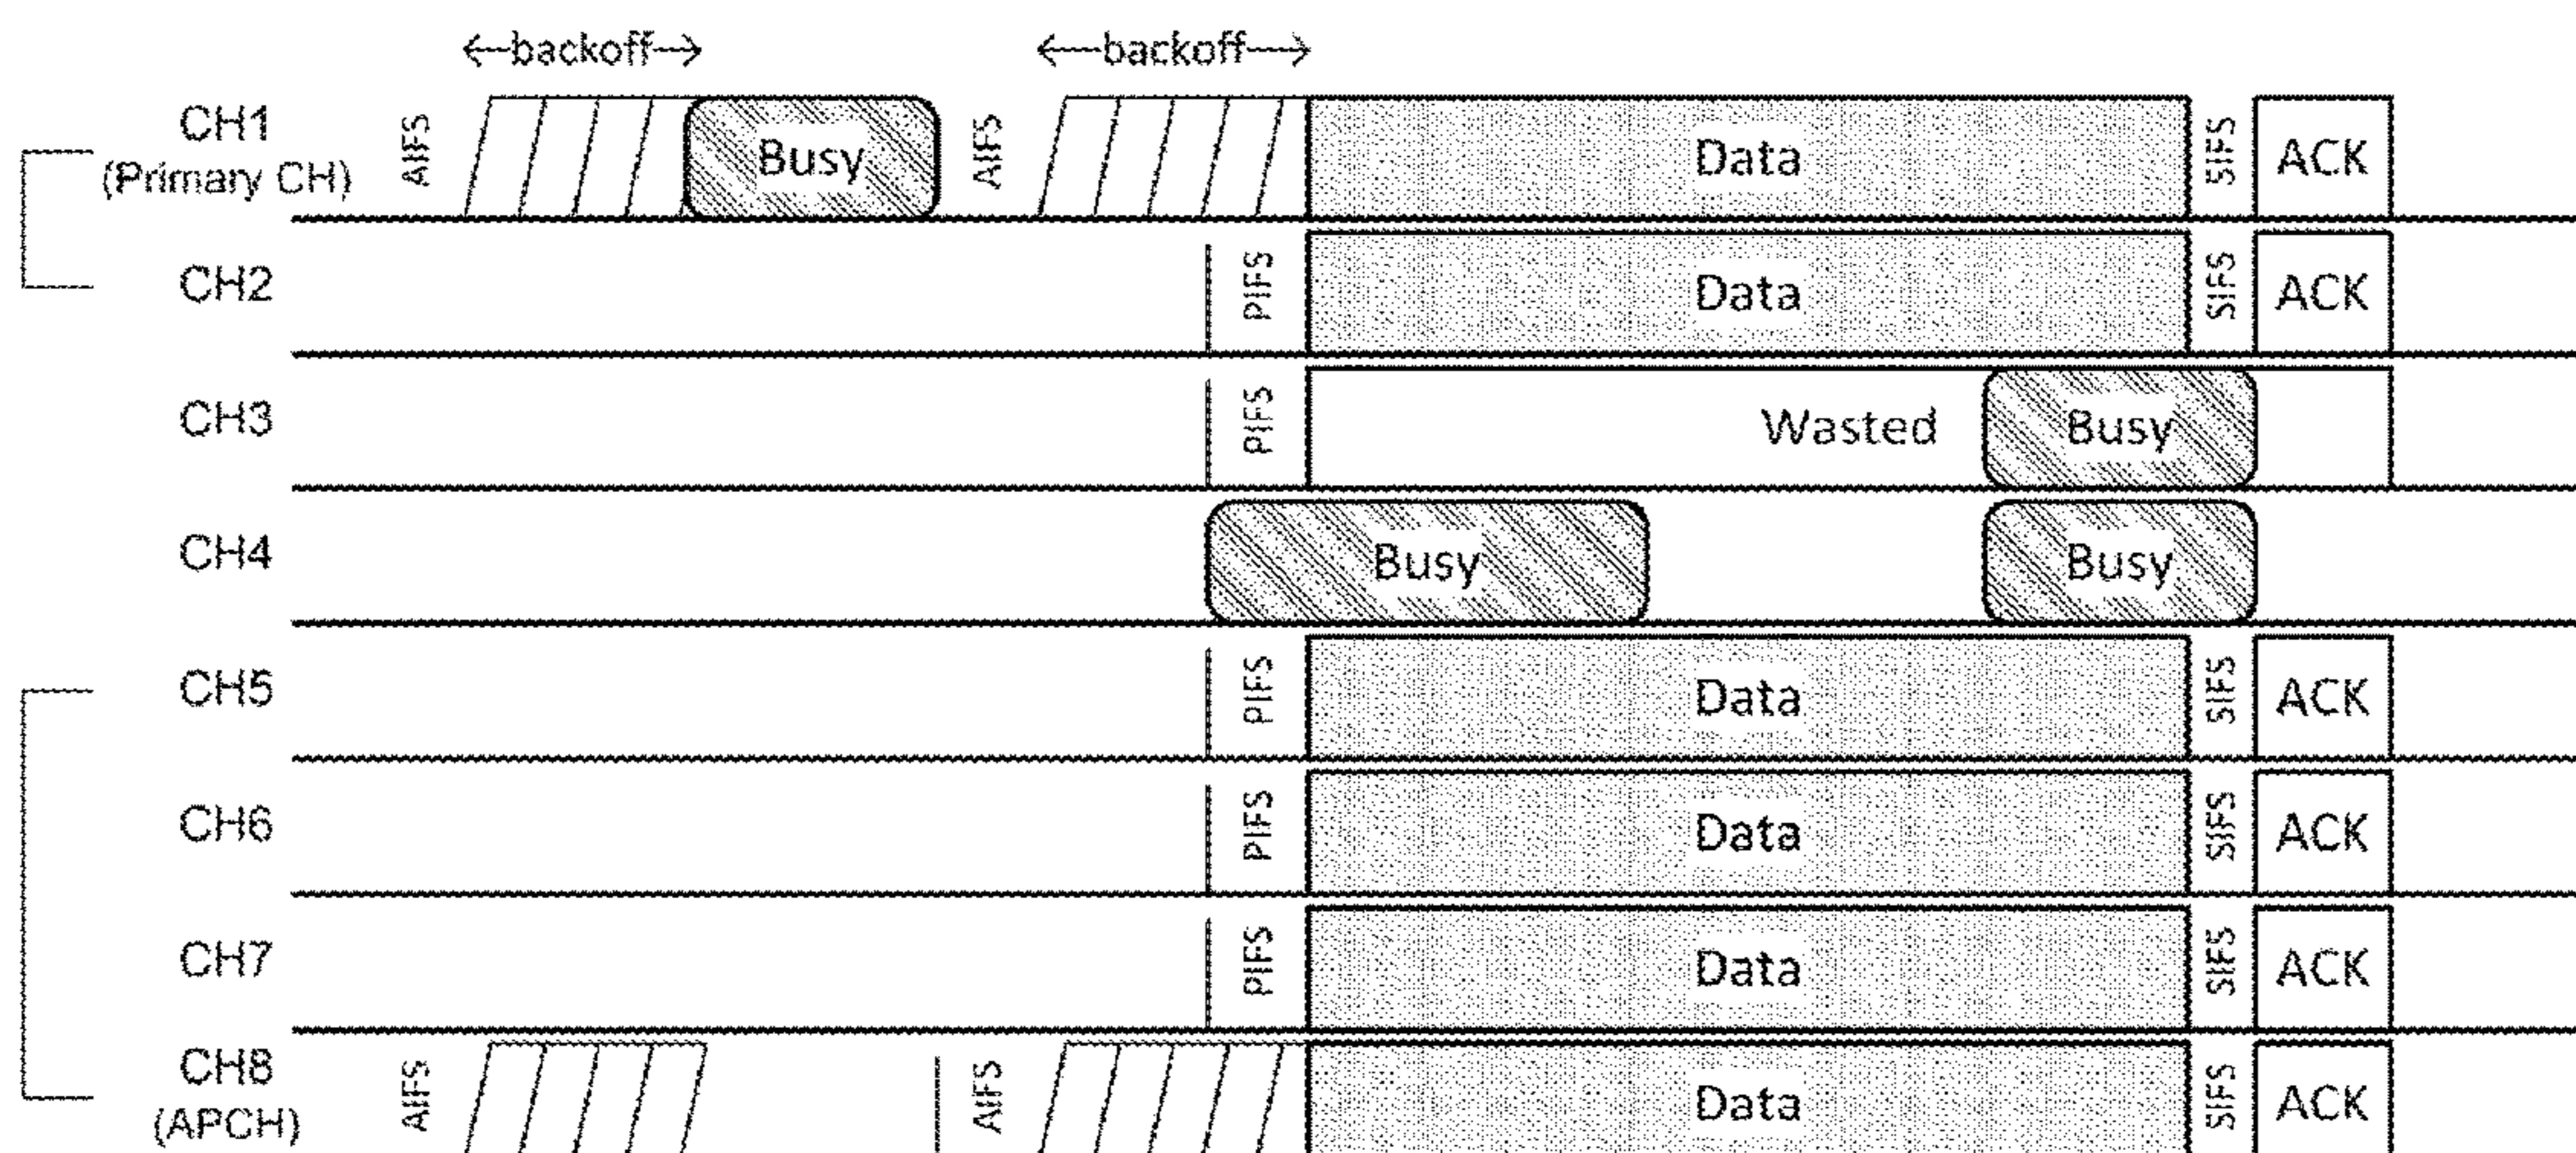 ←backoff→ ←backoff→
CH1 AIFS Busy AIFS Data SIFS ACK
(Primary CH)
CH2 PIFS Data SIFS ACK
CH3 PIFS Wasted Busy
CH4 Busy Busy
CH5 PIFS Data SIFS ACK
CH6 PIFS Data SIFS ACK
CH7 PIFS Data SIFS ACK
CH8 AIFS AIFS Data SIFS ACK
(APCH)